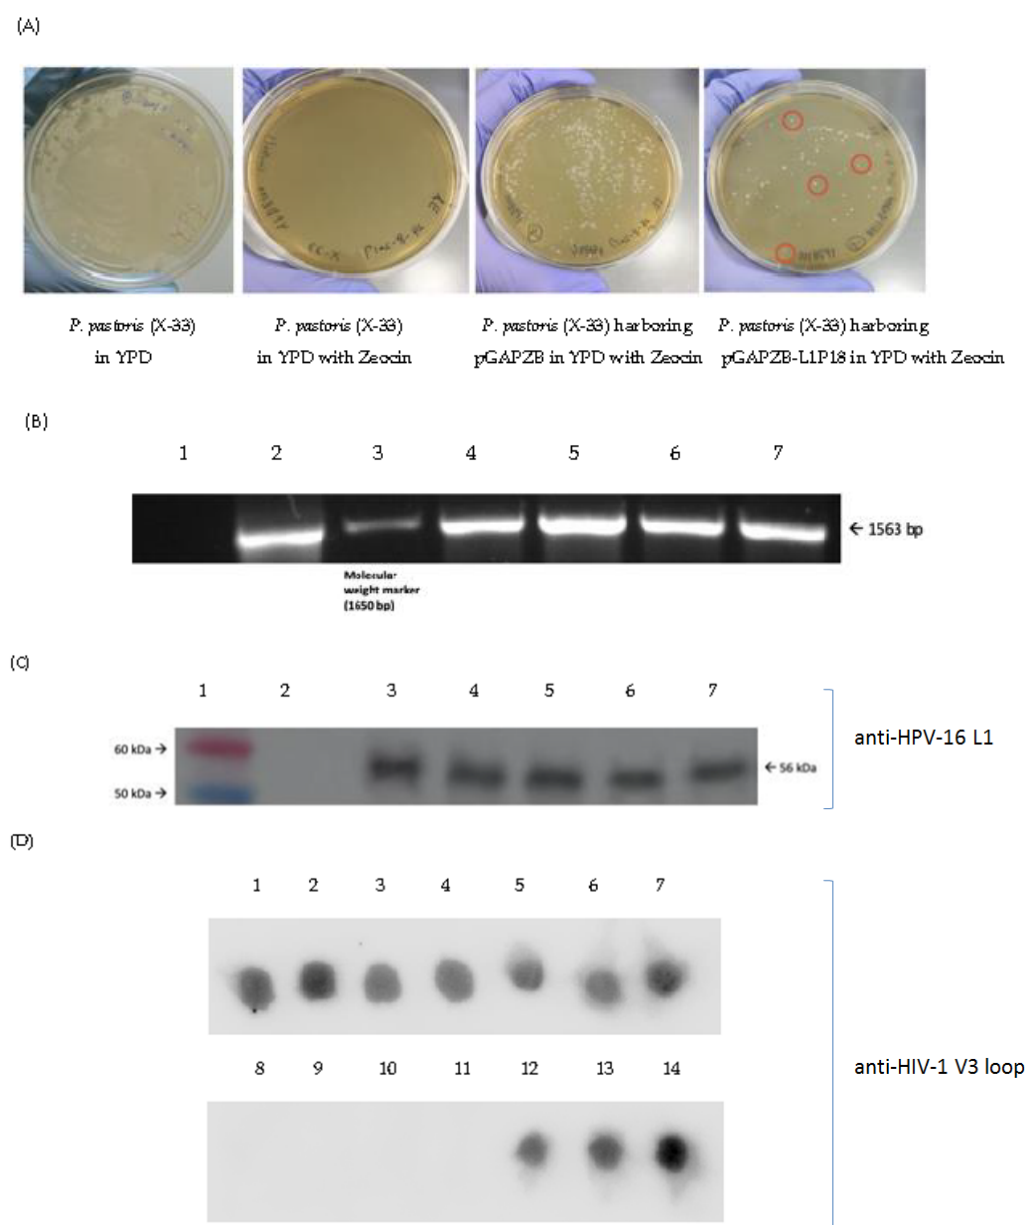 (A)
P. pastoris (X-33)
in YPD
P. pastoris (X-33)
in YPD with Zeocin
P. pastoris (X-33) harboring
pGAPZB in YPD with Zeocin
P. pastoris (X-33) harboring
pGAPZB-L1P18 in YPD with Zeocin
(B)
1 2 3 4 5 6 7
← 1563 bp
Molecular
weight marker
(1650 bp)
(C)
1 2 3 4 5 6 7
60 kDa →
50 kDa →
← 56 kDa
anti-HPV-16 L1
(D)
1 2 3 4 5 6 7
8 9 10 11 12 13 14
anti-HIV-1 V3 loop